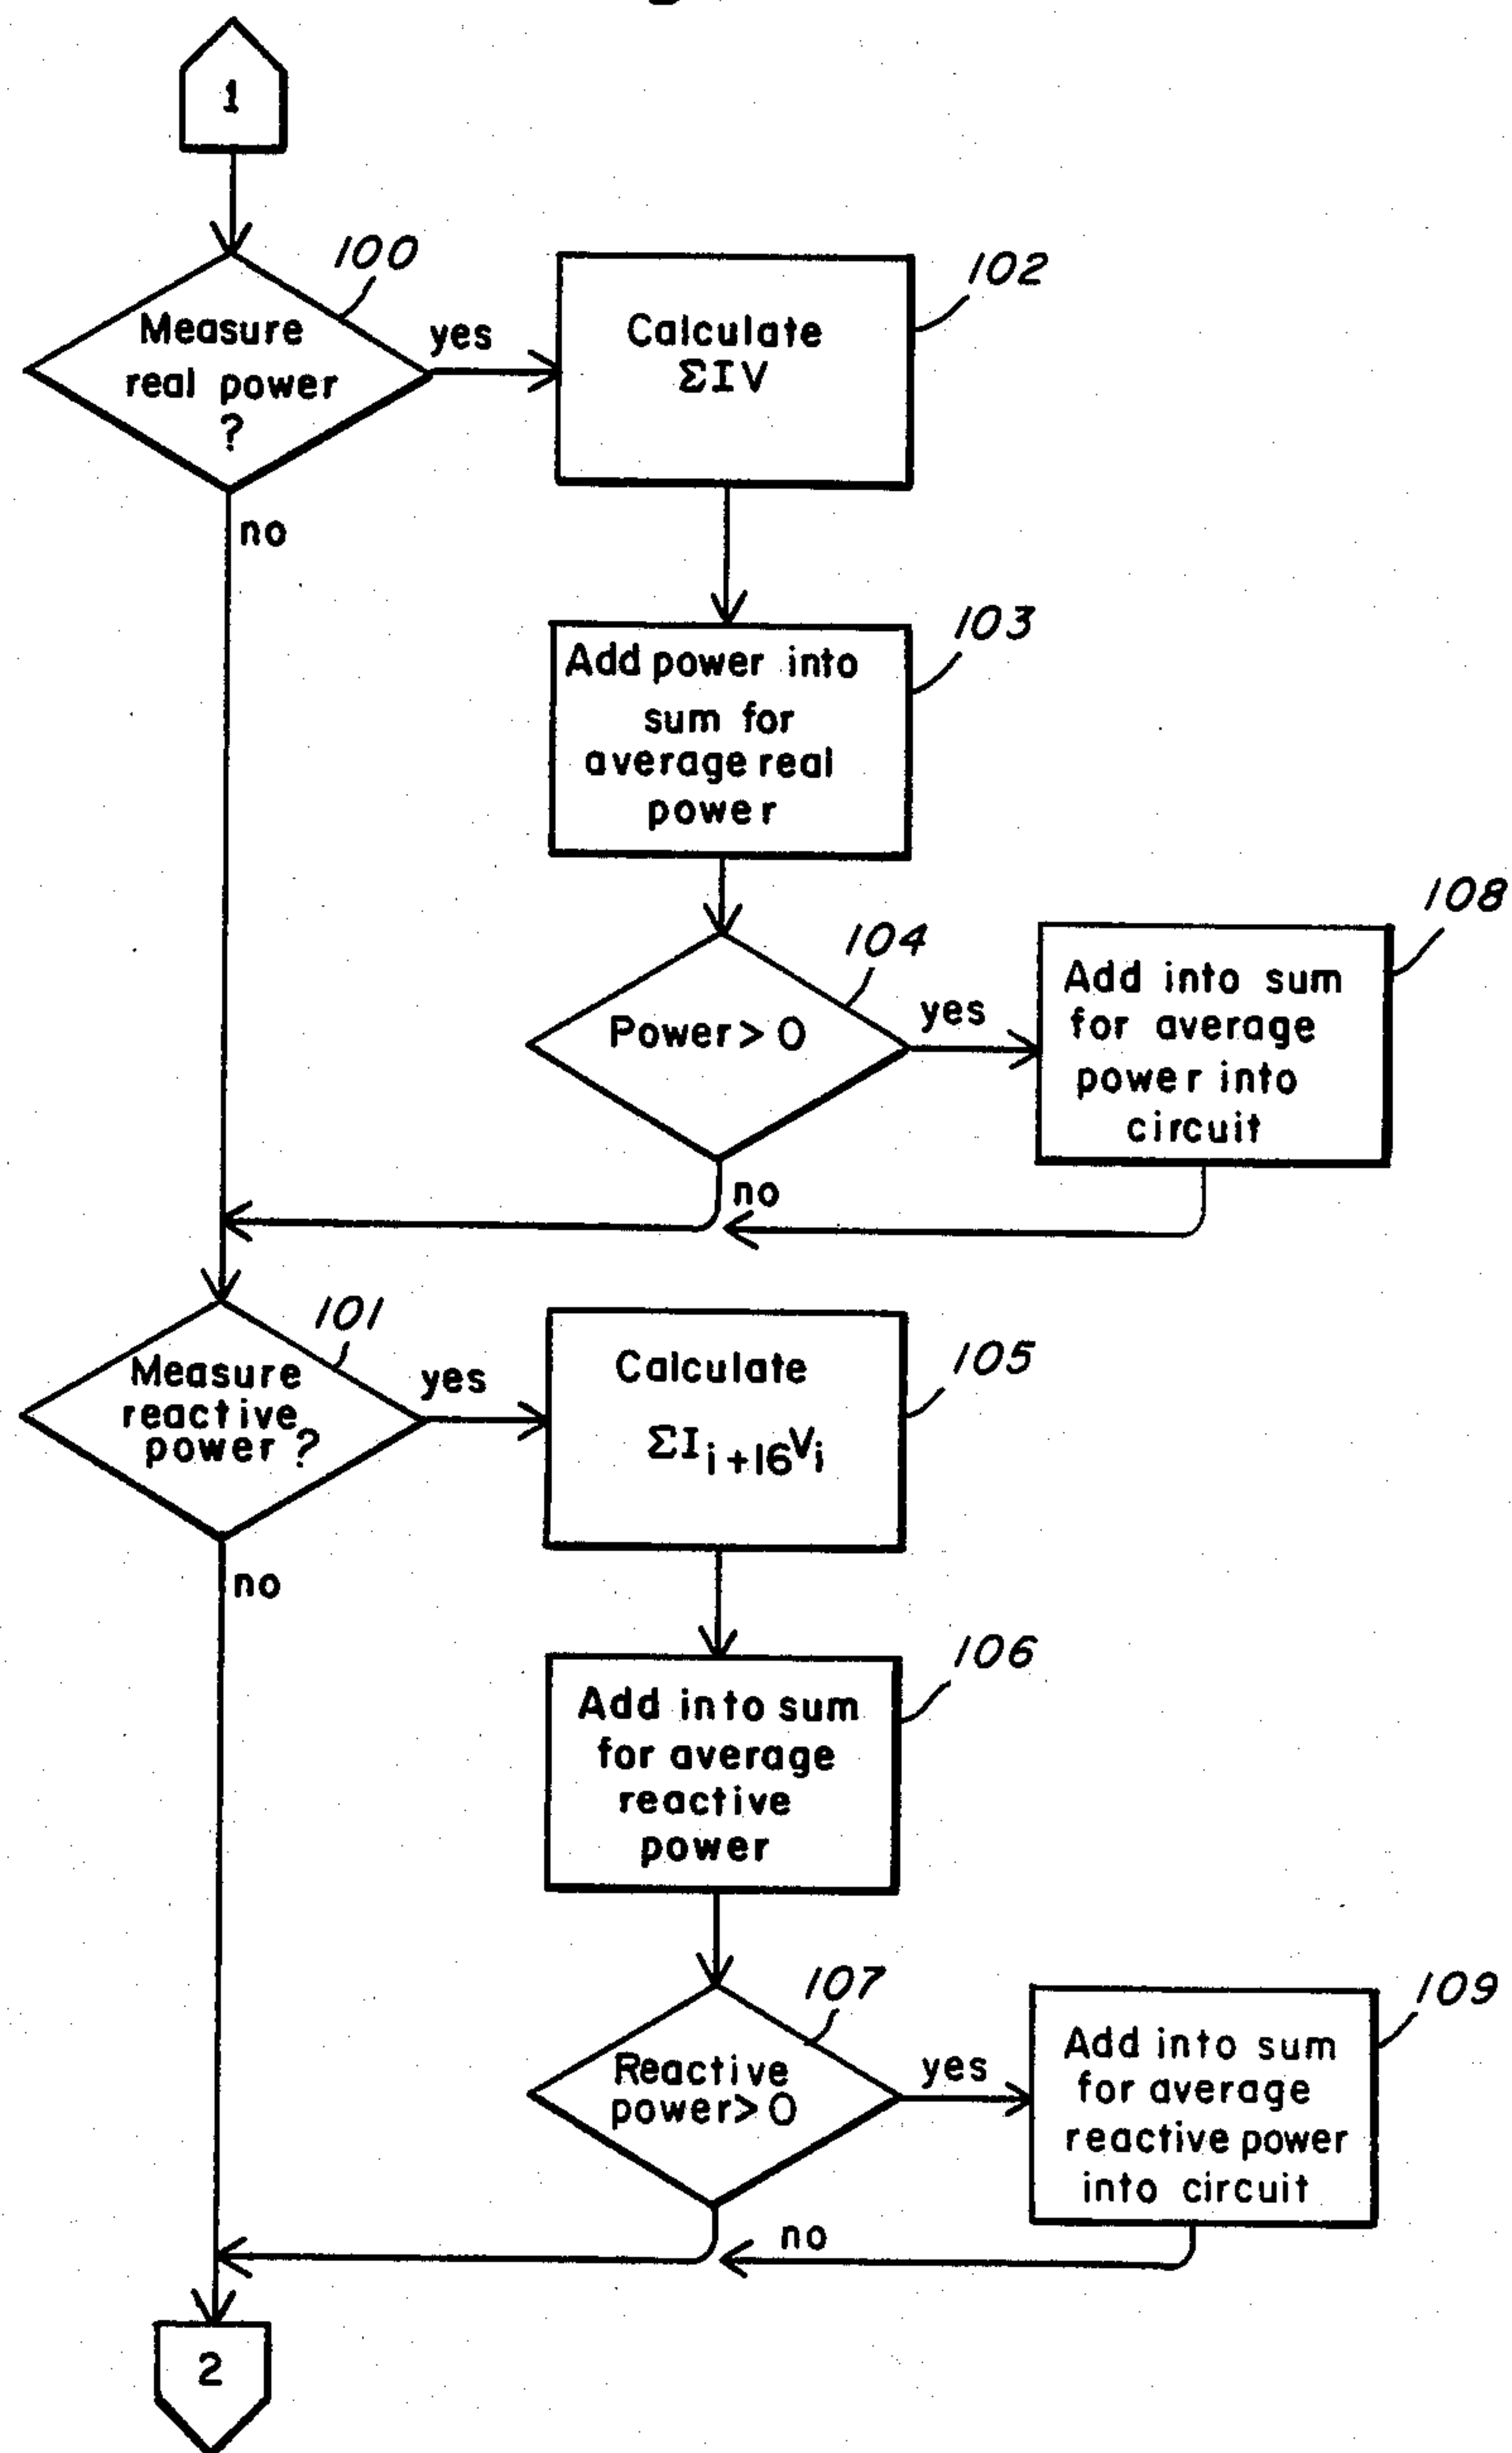 1
100
Measure
real power
?
yes
no
102
Calculate
ΣIV
103
Add power into
sum for
average real
power
104
Power > 0
yes
no
108
Add into sum
for average
power into
circuit
101
Measure
reactive
power?
yes
no
105
Calculate
ΣI_{i+16}V_i
106
Add into sum
for average
reactive
power
107
Reactive
power > 0
yes
no
109
Add into sum
for average
reactive power
into circuit
2